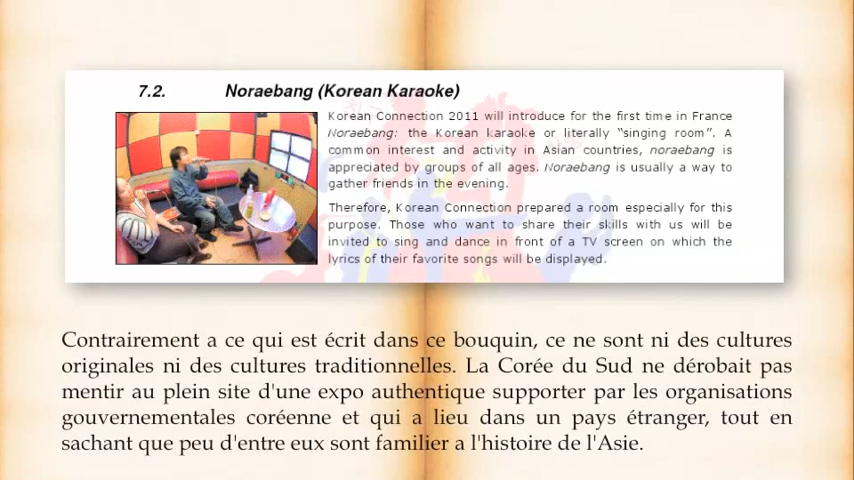 7.2. Noraebang (Korean Karaoke)
Korean Connection 2011 will introduce for the first time in France
Noraebang: the Korean karaoke or literally “singing room”. A
common interest and activity in Asian countries, noraebang is
appreciated by groups of all ages. Noraebang is usually a way to
gather friends in the evening.
Therefore, Korean Connection prepared a room especially for this
purpose. Those who want to share their skills with us will be
invited to sing and dance in front of a TV screen on which the
lyrics of their favorite songs will be displayed.
Contrairement a ce qui est écrit dans ce bouquin, ce ne sont ni des cultures
originales ni des cultures traditionnelles. La Corée du Sud ne dérobait pas
mentir au plein site d'une expo authentique supporter par les organisations
gouvernementales coréenne et qui a lieu dans un pays étranger, tout en
sachant que peu d'entre eux sont familier a l'histoire de l'Asie.